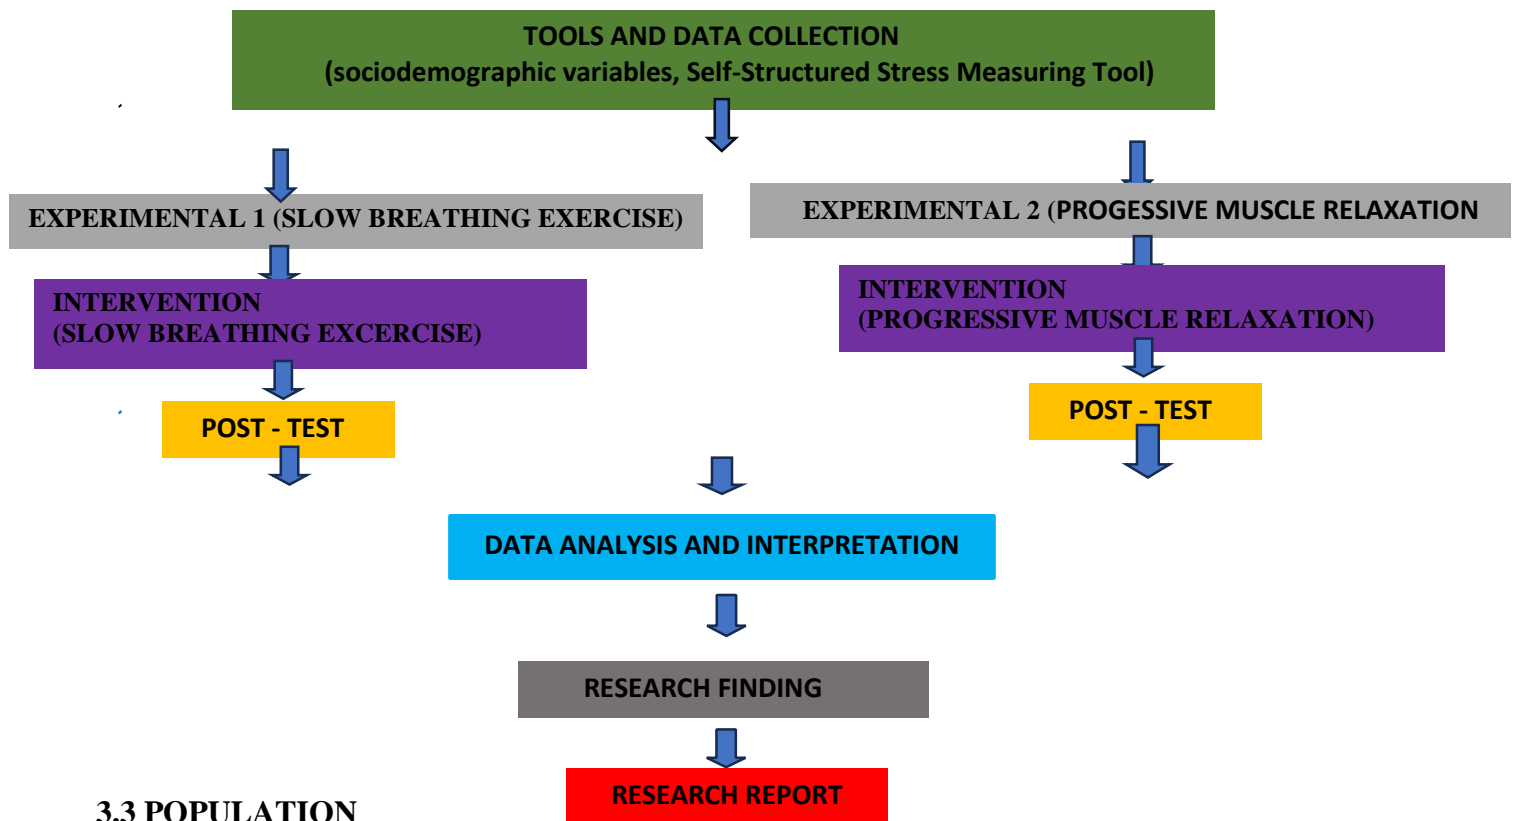 TOOLS AND DATA COLLECTION
(sociodemographic variables, Self-Structured Stress Measuring Tool)
EXPERIMENTAL 1 (SLOW BREATHING EXERCISE)
EXPERIMENTAL 2 (PROGESSIVE MUSCLE RELAXATION
INTERVENTION
(SLOW BREATHING EXCERCISE)
INTERVENTION
(PROGRESSIVE MUSCLE RELAXATION)
POST - TEST
POST - TEST
DATA ANALYSIS AND INTERPRETATION
RESEARCH FINDING
RESEARCH REPORT
3.3 POPULATION